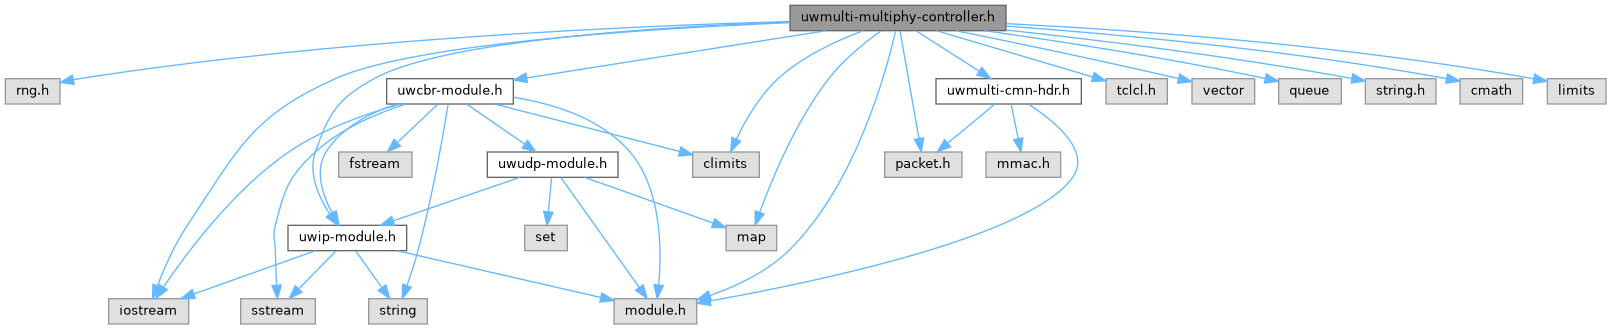 uwmulti-multiphy-controller.h
rng.h
uwcbr-module.h
uwmulti-cmn-hdr.h
tclcl.h
vector
queue
string.h
cmath
limits
fstream
uwudp-module.h
climits
packet.h
mmac.h
uwip-module.h
set
map
iostream
sstream
string
module.h